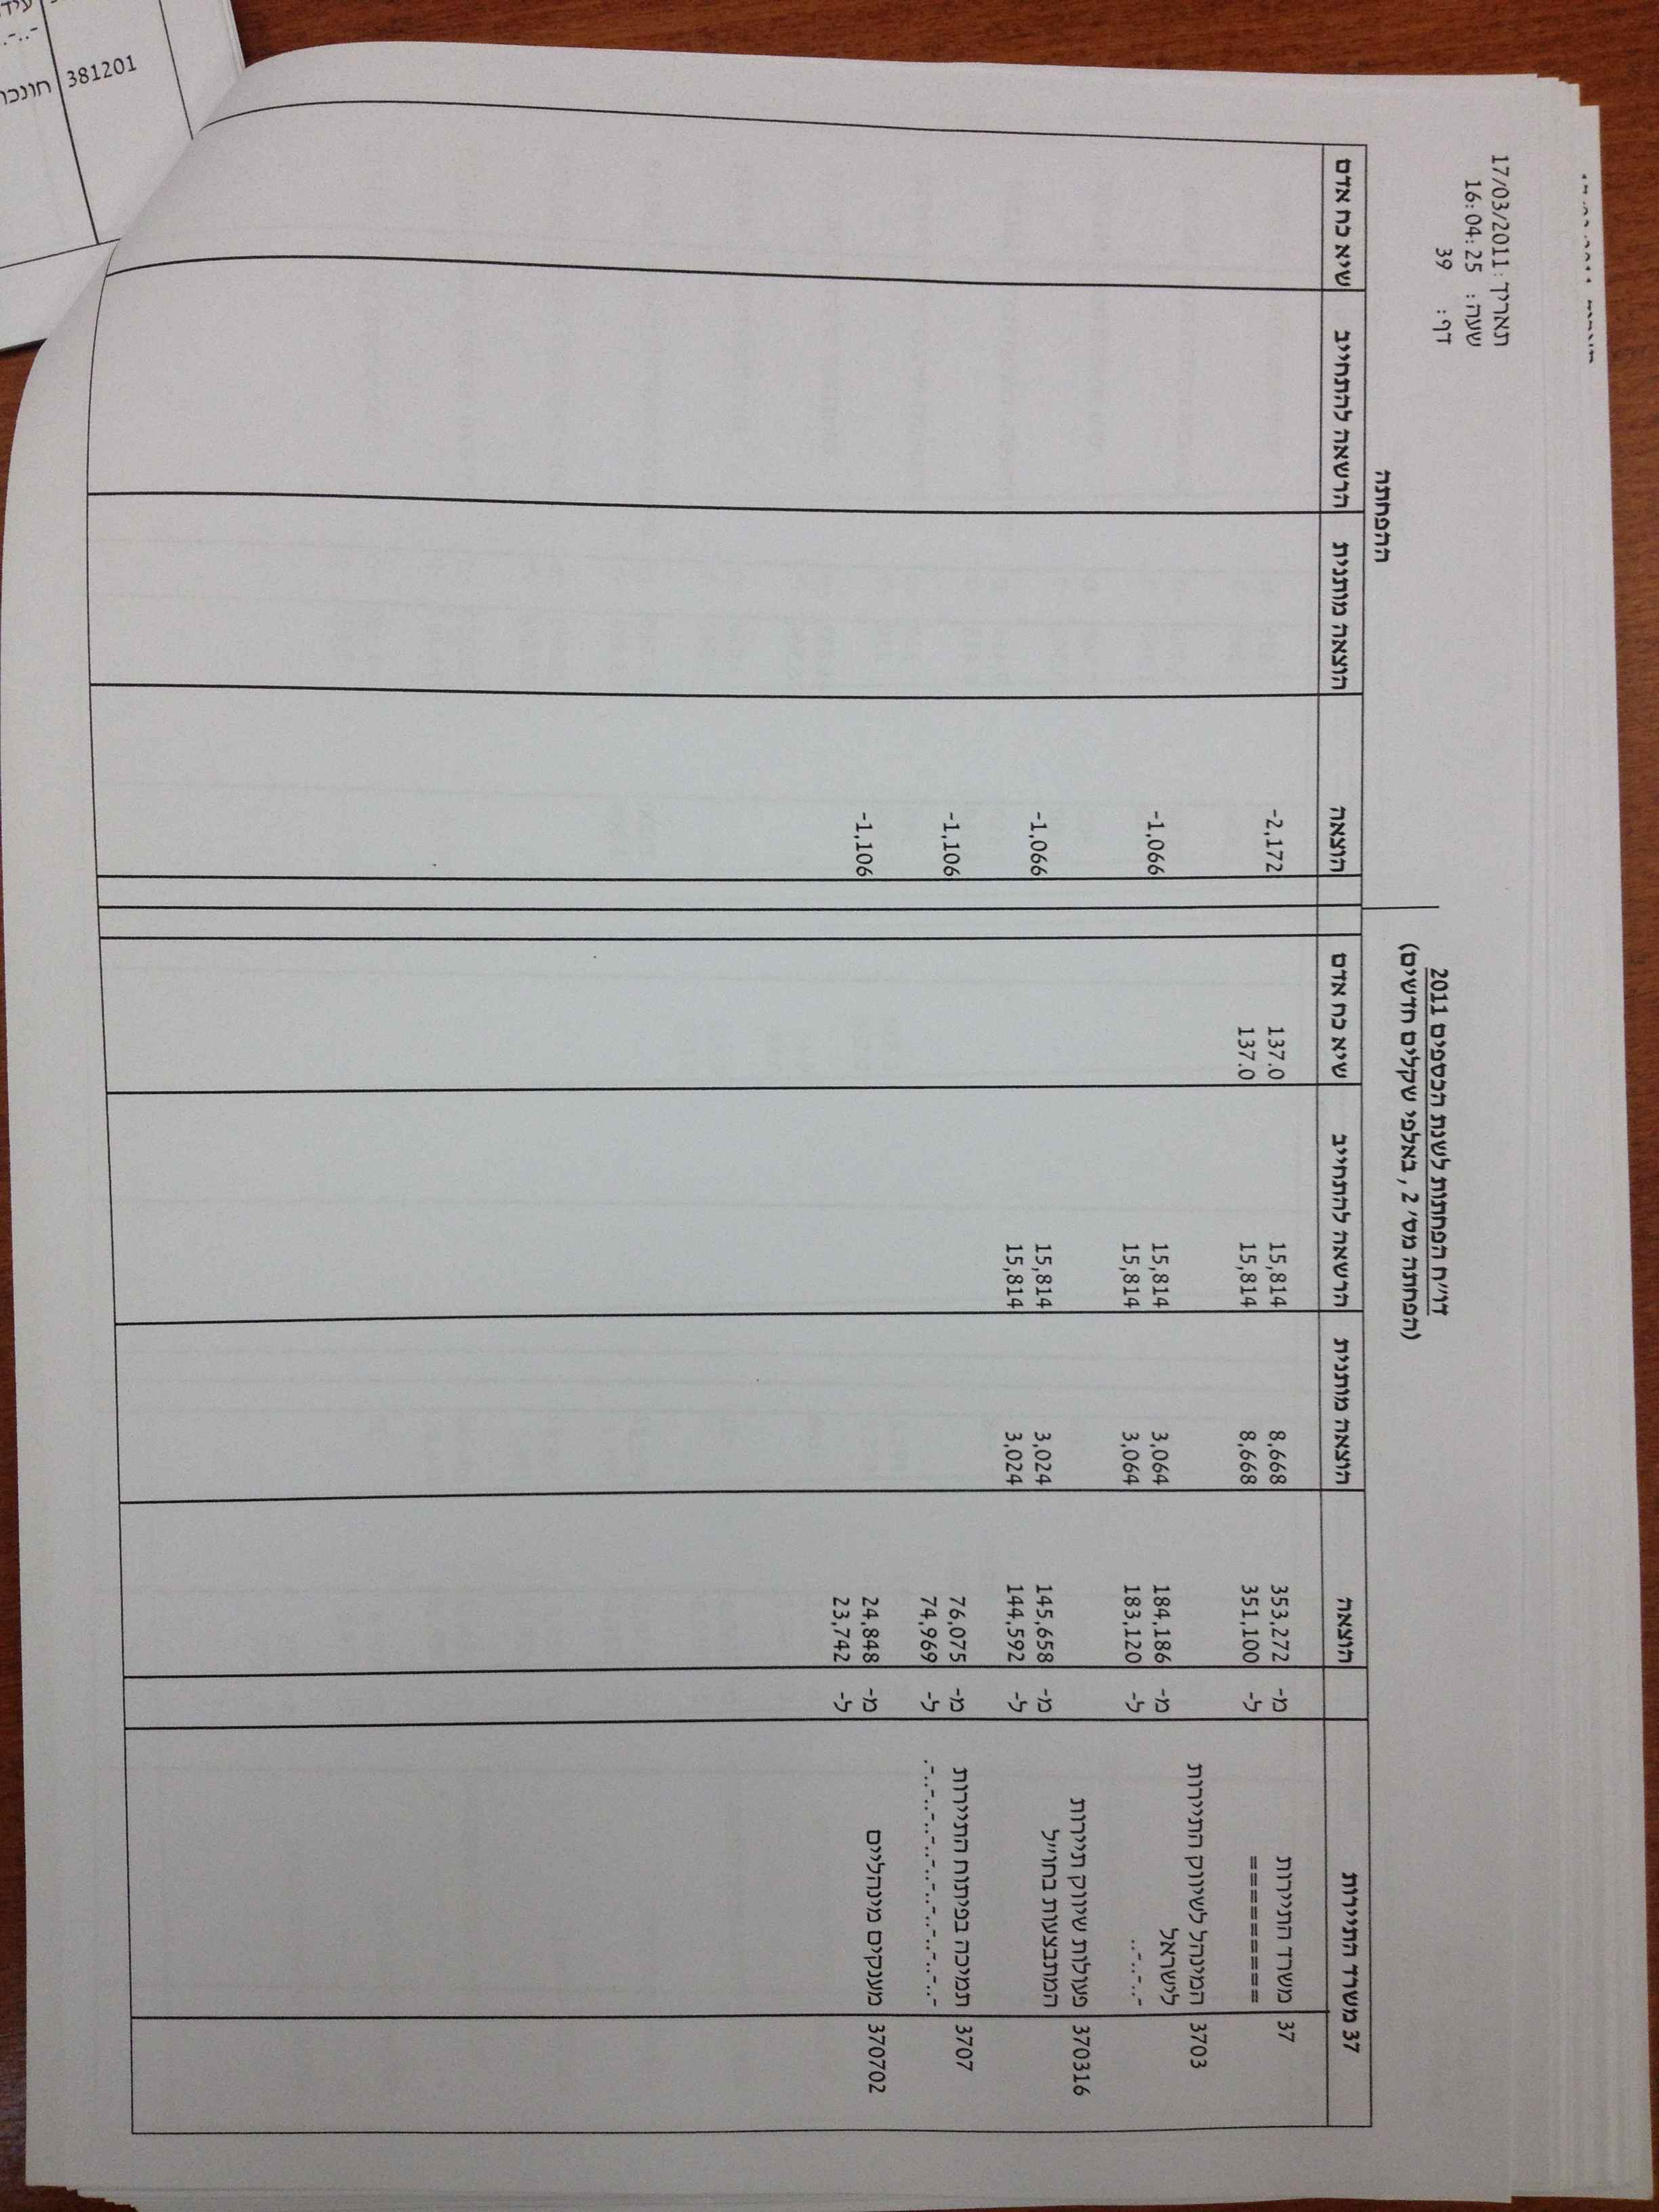 תאריך: 17/03/2011
שעה: 16:04:25
דף: 39
דו״ח הפחתות לשנת הכספים 2011
(הפחתה מס׳ 2, באלפי שקלים חדשים)
ההפחתה
37 משרד התיירות | הוצאה | הוצאה מותנית | הרשאה להתחייב | שיא כח אדם | הוצאה | הוצאה מותנית | הרשאה להתחייב | שיא כח אדם
37 משרד התיירות מ- 353,272 8,668 15,814 137.0 -2,172
========= ל- 351,100 8,668 15,814 137.0
3703 המינהל לשיווק התיירות
לישראל מ- 184,186 3,064 15,814 -1,066
-.-.-.. ל- 183,120 3,064 15,814
370316 פעולות שיווק תיירות
המתבצעות בחו״ל מ- 145,658 3,024 15,814 -1,066
ל- 144,592 3,024 15,814
3707 תמיכה בפיתוח התיירות מ- 76,075 -1,106
-.-.-.-.-.-.-.-.-.-.-. ל- 74,969
370702 מענקים מינהליים מ- 24,848 -1,106
ל- 23,742
381201